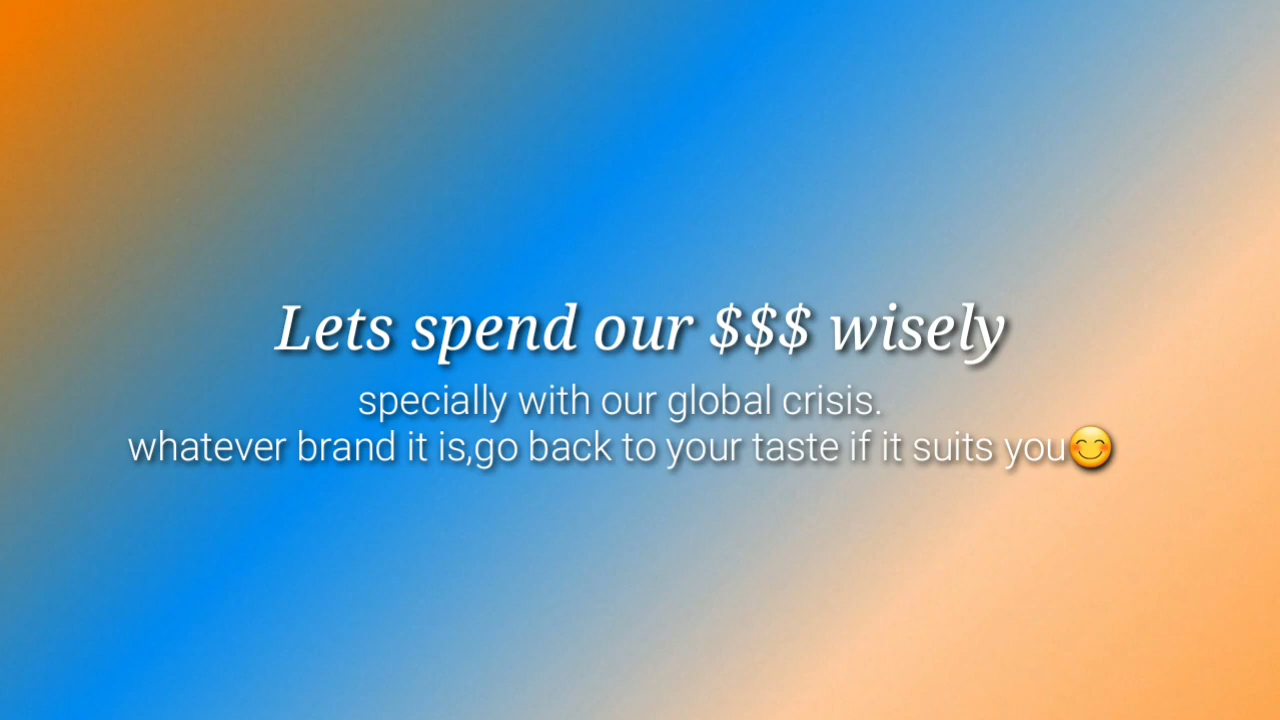 Lets spend our $$$ wisely
specially with our global crisis.
whatever brand it is,go back to your taste if it suits you😊